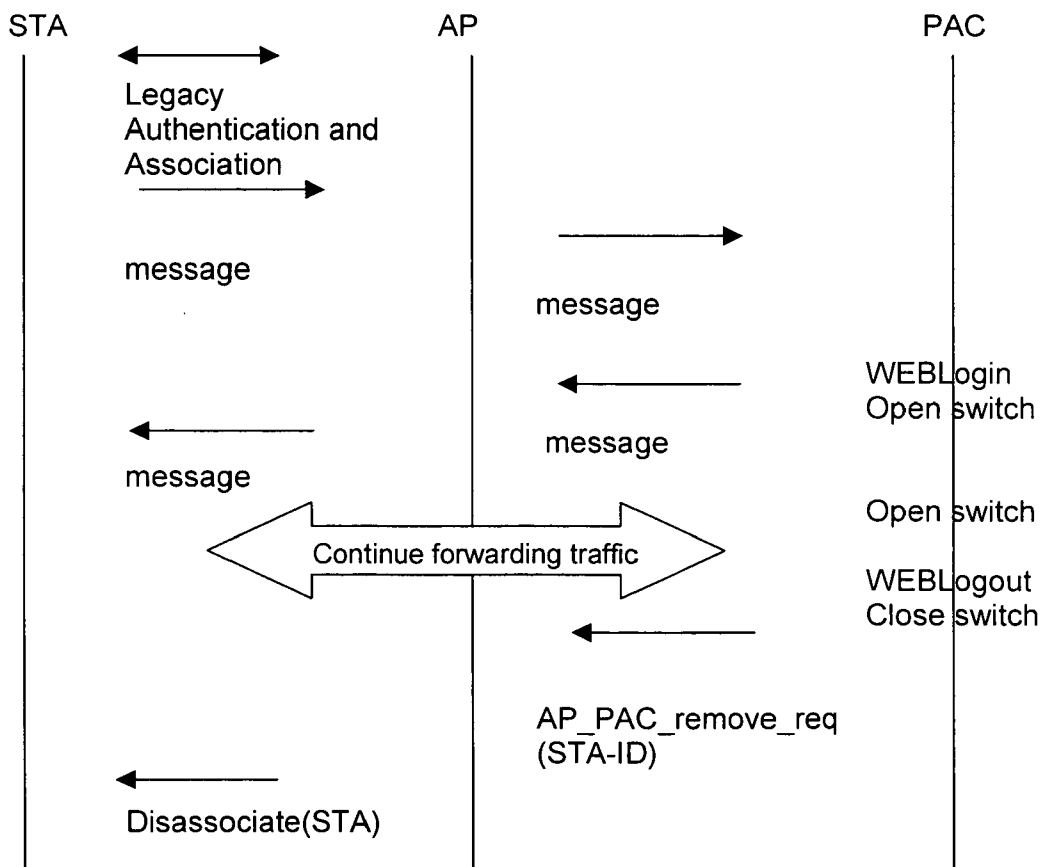 STA
AP
PAC
Legacy
Authentication and
Association
message
message
WEBLogin
Open switch
message
message
Open switch
Continue forwarding traffic
WEBLogout
Close switch
AP_PAC_remove_req
(STA-ID)
Disassociate(STA)